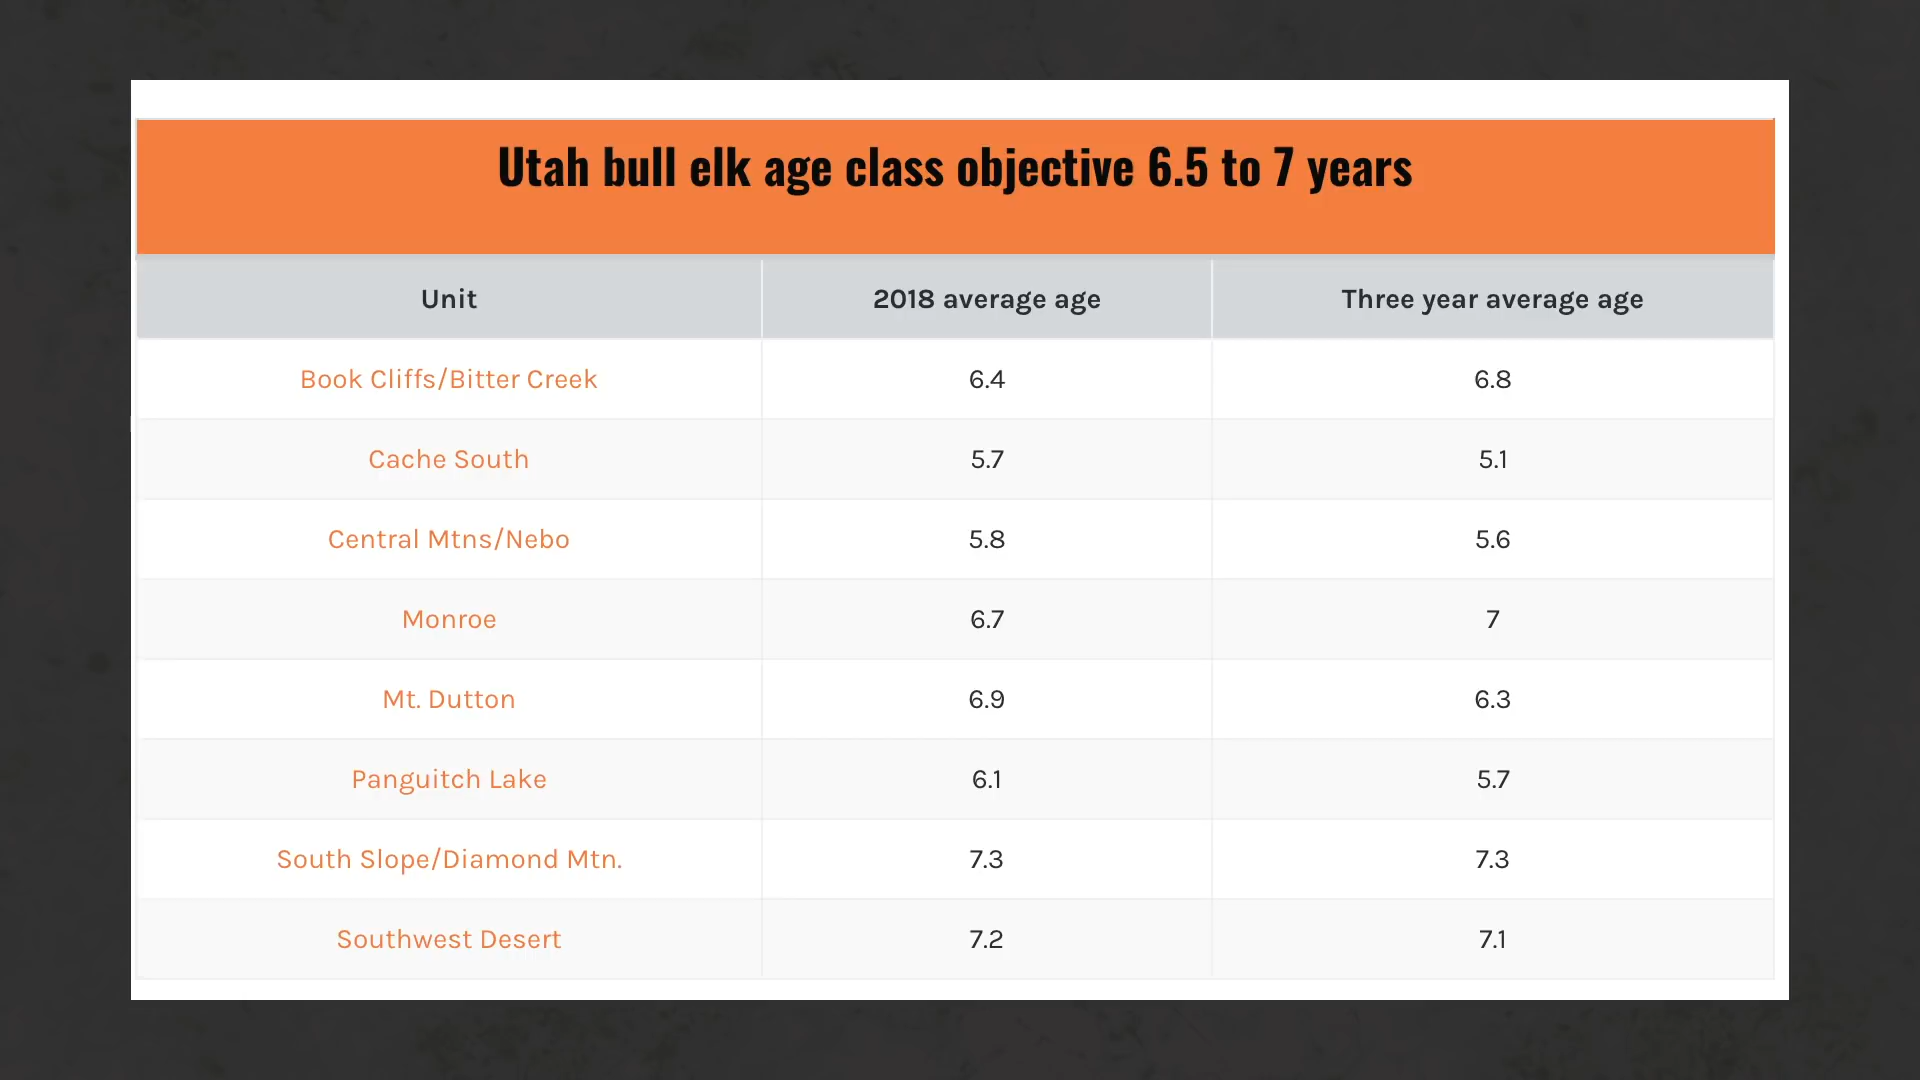 Utah bull elk age class objective 6.5 to 7 years
Unit 2018 average age Three year average age
Book Cliffs/Bitter Creek 6.4 6.8
Cache South 5.7 5.1
Central Mtns/Nebo 5.8 5.6
Monroe 6.7 7
Mt. Dutton 6.9 6.3
Panguitch Lake 6.1 5.7
South Slope/Diamond Mtn. 7.3 7.3
Southwest Desert 7.2 7.1